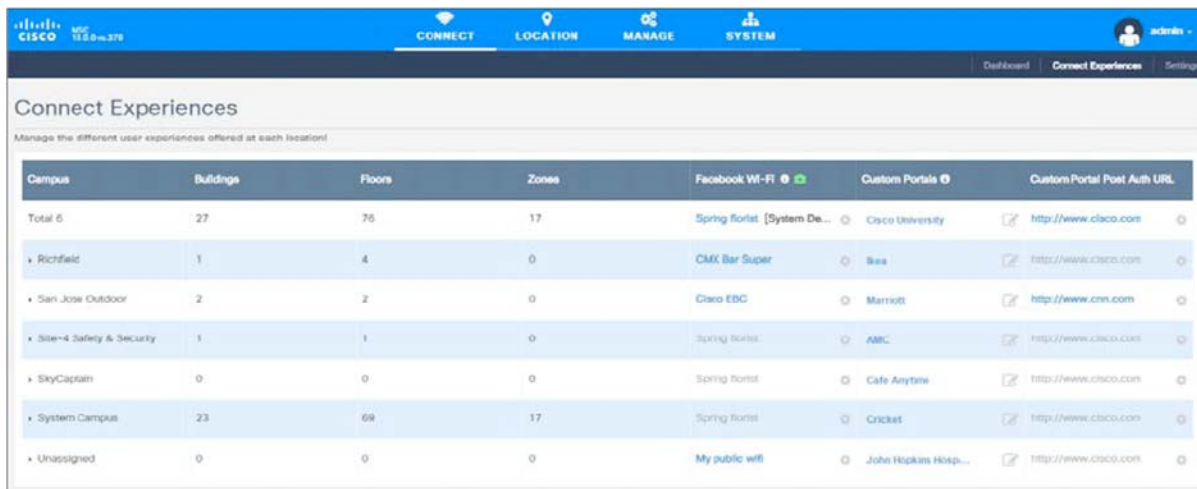 CISCO
CONNECT LOCATION MANAGE SYSTEM admin
Dashboard Connect Experiences Settings
Connect Experiences
Manage the different user experiences offered at each location!
Campus Buildings Floors Zones Facebook Wi-Fi Custom Portals Custom Portal Post Auth URL
Total 6 27 76 17 Spring florist [System De... Cisco University http://www.cisco.com
Richfield 1 4 0 CMX Bar Super Ikea http://www.cisco.com
San Jose Outdoor 2 2 0 Cisco EBC Marriott http://www.cnn.com
Site-4 Safety & Security 1 1 0 Spring florist AMC http://www.cisco.com
SkyCaptain 0 0 0 Spring florist Cafe Anytime http://www.cisco.com
System Campus 23 69 17 Spring florist Cricket http://www.cisco.com
Unassigned 0 0 0 My public wifi John Hopkins Hospi... http://www.cisco.com